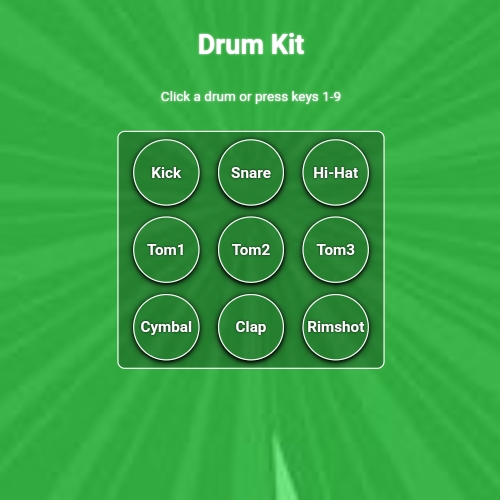 Drum Kit
Click a drum or press keys 1-9
Kick Snare Hi-Hat
Tom1 Tom2 Tom3
Cymbal Clap Rimshot